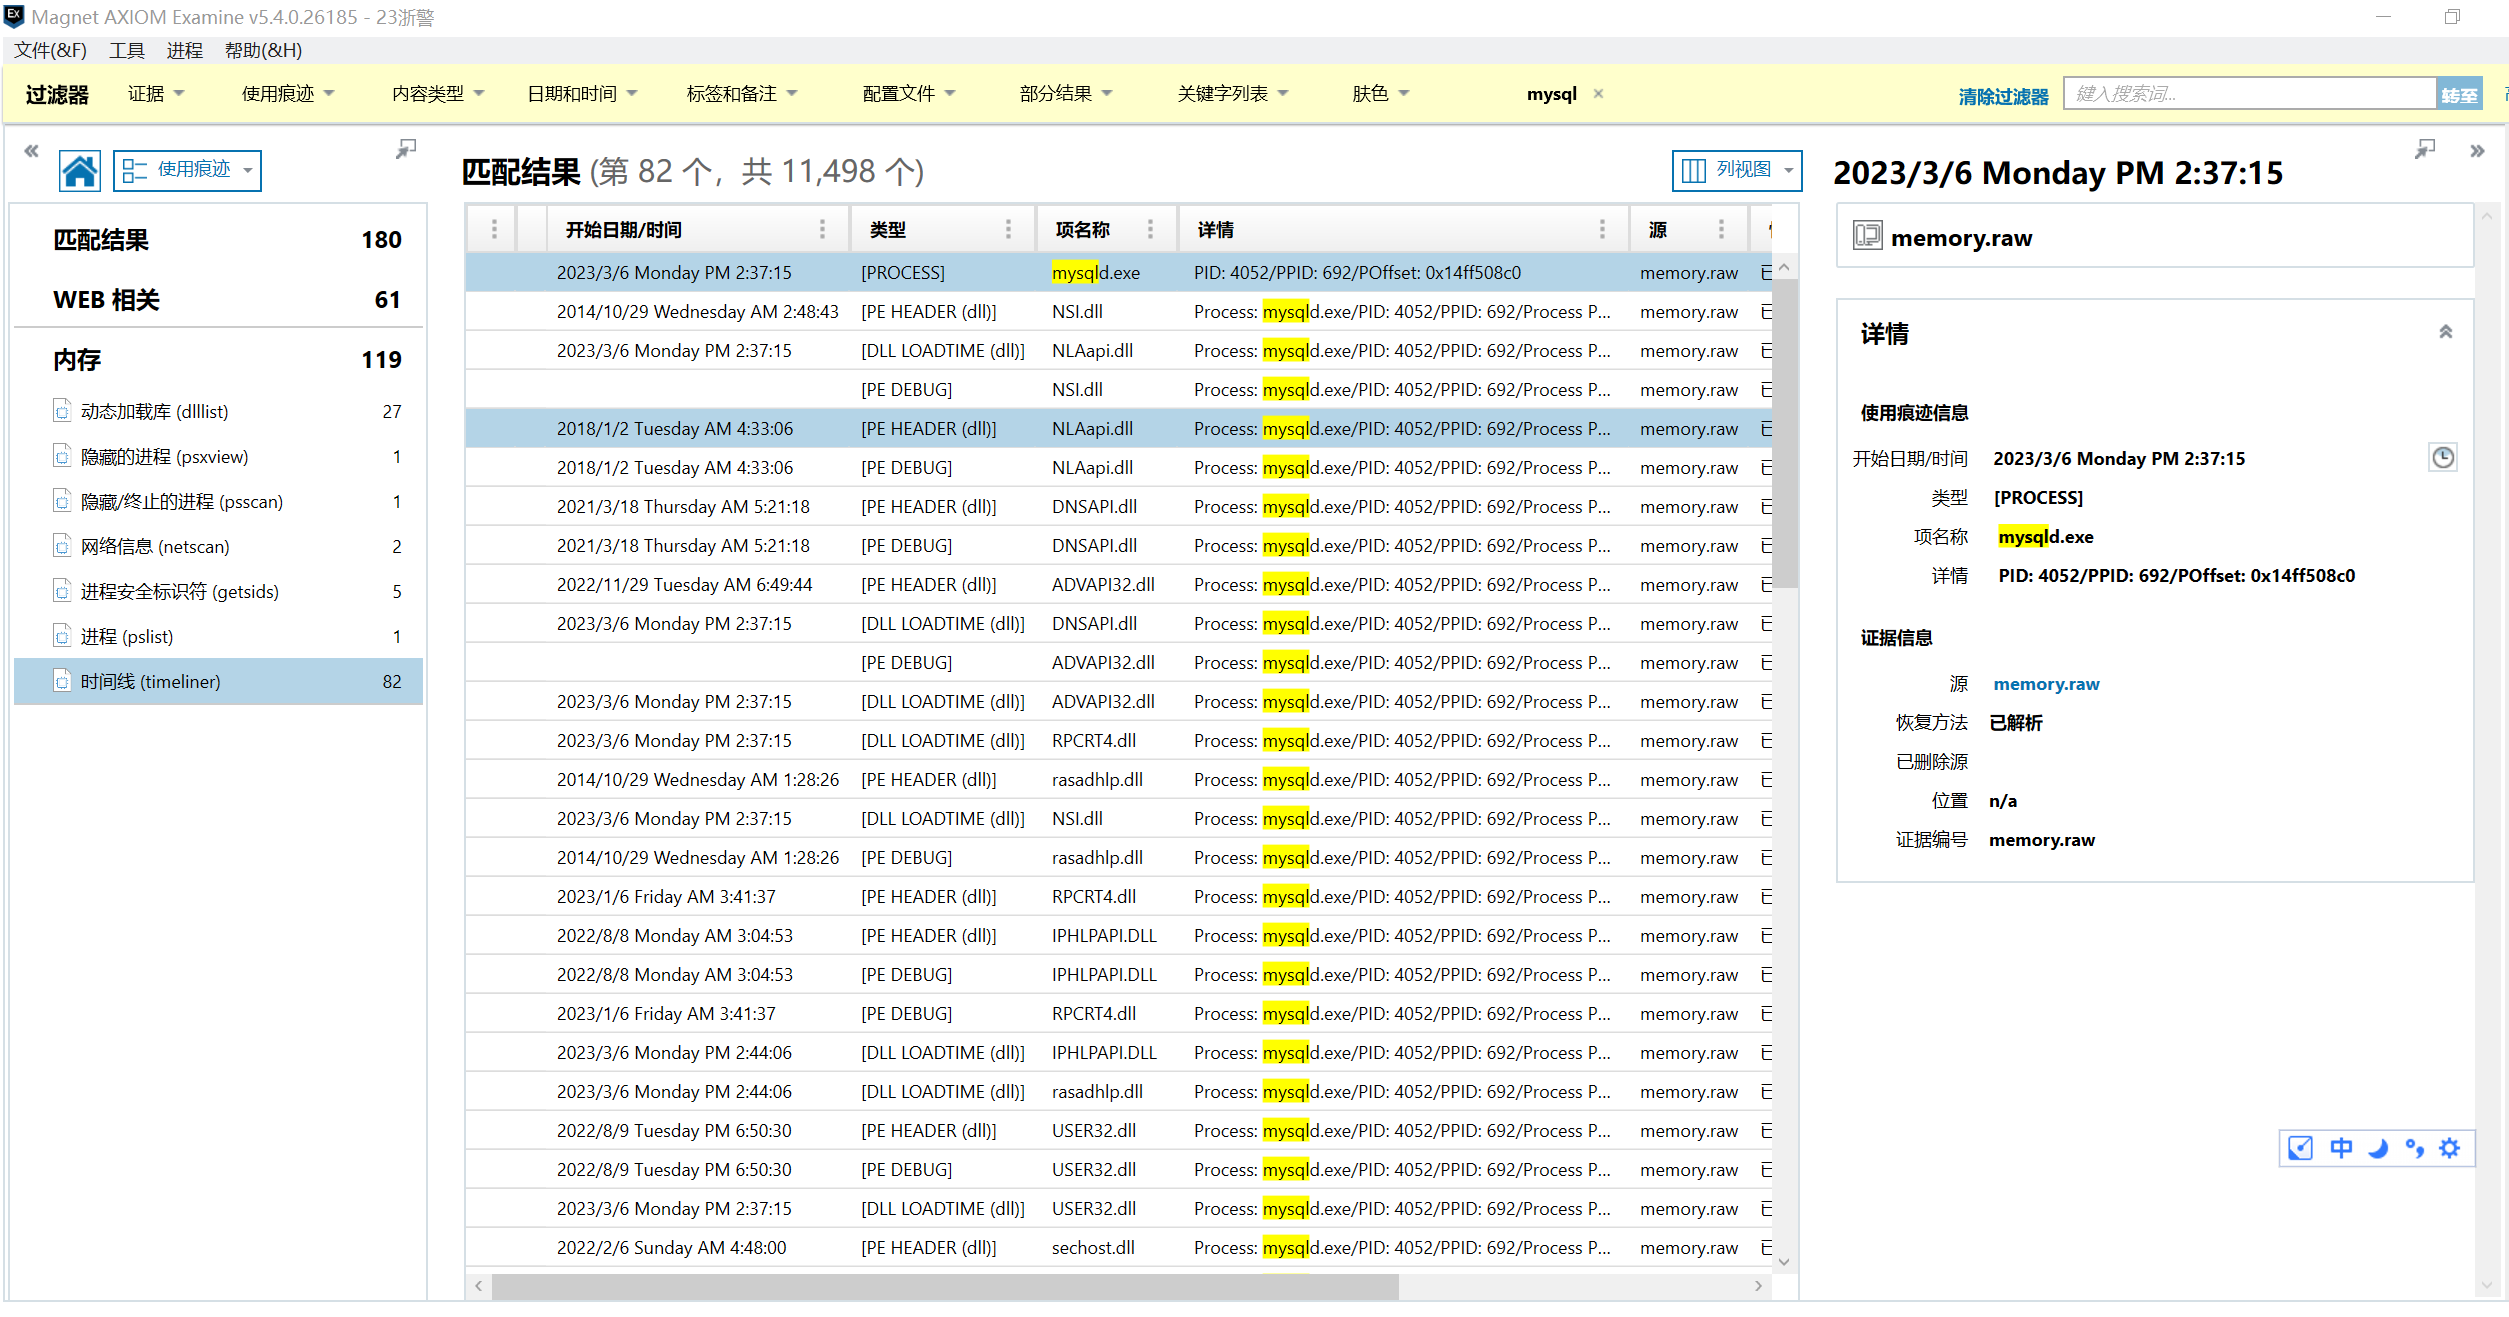 Magnet AXIOM Examine v5.4.0.26185 - 23浙警
文件(&F) 工具 进程 帮助(&H)
过滤器 证据 使用痕迹 内容类型 日期和时间 标签和备注 配置文件 部分结果 关键字列表 肤色 mysql × 清除过滤器 键入搜索词... 转至
使用痕迹
匹配结果 180
WEB 相关 61
内存 119
动态加载库 (dlllist) 27
隐藏的进程 (psxview) 1
隐藏/终止的进程 (psscan) 1
网络信息 (netscan) 2
进程安全标识符 (getsids) 5
进程 (pslist) 1
时间线 (timeliner) 82
匹配结果 (第 82 个，共 11,498 个)
列视图
开始日期/时间 类型 项名称 详情 源
2023/3/6 Monday PM 2:37:15 [PROCESS] mysqld.exe PID: 4052/PPID: 692/POffset: 0x14ff508c0 memory.raw
2014/10/29 Wednesday AM 2:48:43 [PE HEADER (dll)] NSI.dll Process: mysqld.exe/PID: 4052/PPID: 692/Process P... memory.raw
2023/3/6 Monday PM 2:37:15 [DLL LOADTIME (dll)] NLAapi.dll Process: mysqld.exe/PID: 4052/PPID: 692/Process P... memory.raw
[PE DEBUG] NSI.dll Process: mysqld.exe/PID: 4052/PPID: 692/Process P... memory.raw
2018/1/2 Tuesday AM 4:33:06 [PE HEADER (dll)] NLAapi.dll Process: mysqld.exe/PID: 4052/PPID: 692/Process P... memory.raw
2018/1/2 Tuesday AM 4:33:06 [PE DEBUG] NLAapi.dll Process: mysqld.exe/PID: 4052/PPID: 692/Process P... memory.raw
2021/3/18 Thursday AM 5:21:18 [PE HEADER (dll)] DNSAPI.dll Process: mysqld.exe/PID: 4052/PPID: 692/Process P... memory.raw
2021/3/18 Thursday AM 5:21:18 [PE DEBUG] DNSAPI.dll Process: mysqld.exe/PID: 4052/PPID: 692/Process P... memory.raw
2022/11/29 Tuesday AM 6:49:44 [PE HEADER (dll)] ADVAPI32.dll Process: mysqld.exe/PID: 4052/PPID: 692/Process P... memory.raw
2023/3/6 Monday PM 2:37:15 [DLL LOADTIME (dll)] DNSAPI.dll Process: mysqld.exe/PID: 4052/PPID: 692/Process P... memory.raw
[PE DEBUG] ADVAPI32.dll Process: mysqld.exe/PID: 4052/PPID: 692/Process P... memory.raw
2023/3/6 Monday PM 2:37:15 [DLL LOADTIME (dll)] ADVAPI32.dll Process: mysqld.exe/PID: 4052/PPID: 692/Process P... memory.raw
2023/3/6 Monday PM 2:37:15 [DLL LOADTIME (dll)] RPCRT4.dll Process: mysqld.exe/PID: 4052/PPID: 692/Process P... memory.raw
2014/10/29 Wednesday AM 1:28:26 [PE HEADER (dll)] rasadhlp.dll Process: mysqld.exe/PID: 4052/PPID: 692/Process P... memory.raw
2023/3/6 Monday PM 2:37:15 [DLL LOADTIME (dll)] NSI.dll Process: mysqld.exe/PID: 4052/PPID: 692/Process P... memory.raw
2014/10/29 Wednesday AM 1:28:26 [PE DEBUG] rasadhlp.dll Process: mysqld.exe/PID: 4052/PPID: 692/Process P... memory.raw
2023/1/6 Friday AM 3:41:37 [PE HEADER (dll)] RPCRT4.dll Process: mysqld.exe/PID: 4052/PPID: 692/Process P... memory.raw
2022/8/8 Monday AM 3:04:53 [PE HEADER (dll)] IPHLPAPI.DLL Process: mysqld.exe/PID: 4052/PPID: 692/Process P... memory.raw
2022/8/8 Monday AM 3:04:53 [PE DEBUG] IPHLPAPI.DLL Process: mysqld.exe/PID: 4052/PPID: 692/Process P... memory.raw
2023/1/6 Friday AM 3:41:37 [PE DEBUG] RPCRT4.dll Process: mysqld.exe/PID: 4052/PPID: 692/Process P... memory.raw
2023/3/6 Monday PM 2:44:06 [DLL LOADTIME (dll)] IPHLPAPI.DLL Process: mysqld.exe/PID: 4052/PPID: 692/Process P... memory.raw
2023/3/6 Monday PM 2:44:06 [DLL LOADTIME (dll)] rasadhlp.dll Process: mysqld.exe/PID: 4052/PPID: 692/Process P... memory.raw
2022/8/9 Tuesday PM 6:50:30 [PE HEADER (dll)] USER32.dll Process: mysqld.exe/PID: 4052/PPID: 692/Process P... memory.raw
2022/8/9 Tuesday PM 6:50:30 [PE DEBUG] USER32.dll Process: mysqld.exe/PID: 4052/PPID: 692/Process P... memory.raw
2023/3/6 Monday PM 2:37:15 [DLL LOADTIME (dll)] USER32.dll Process: mysqld.exe/PID: 4052/PPID: 692/Process P... memory.raw
2022/2/6 Sunday AM 4:48:00 [PE HEADER (dll)] sechost.dll Process: mysqld.exe/PID: 4052/PPID: 692/Process P... memory.raw
2023/3/6 Monday PM 2:37:15
memory.raw
详情
使用痕迹信息
开始日期/时间 2023/3/6 Monday PM 2:37:15
类型 [PROCESS]
项名称 mysqld.exe
详情 PID: 4052/PPID: 692/POffset: 0x14ff508c0
证据信息
源 memory.raw
恢复方法 已解析
已删除源
位置 n/a
证据编号 memory.raw
中